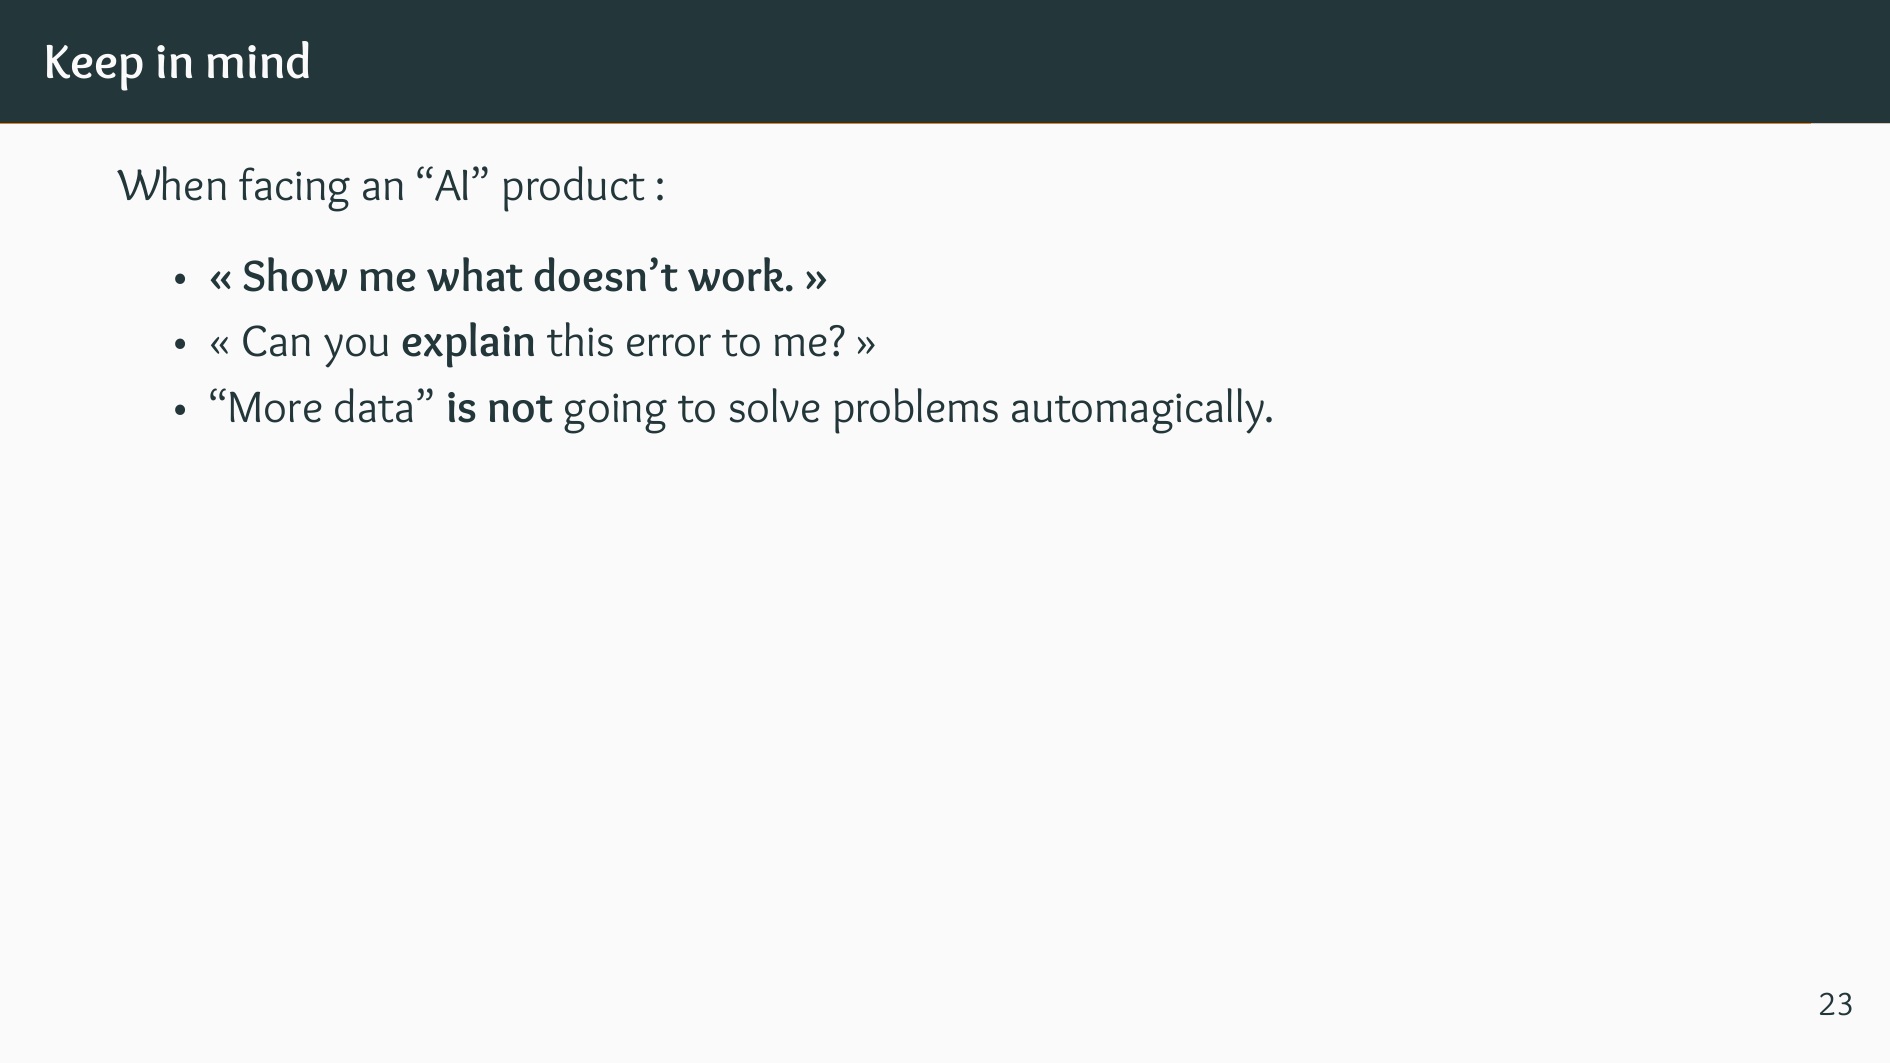 Keep in mind
When facing an “AI” product :
• « Show me what doesn’t work. »
• « Can you explain this error to me? »
• “More data” is not going to solve problems automagically.
23